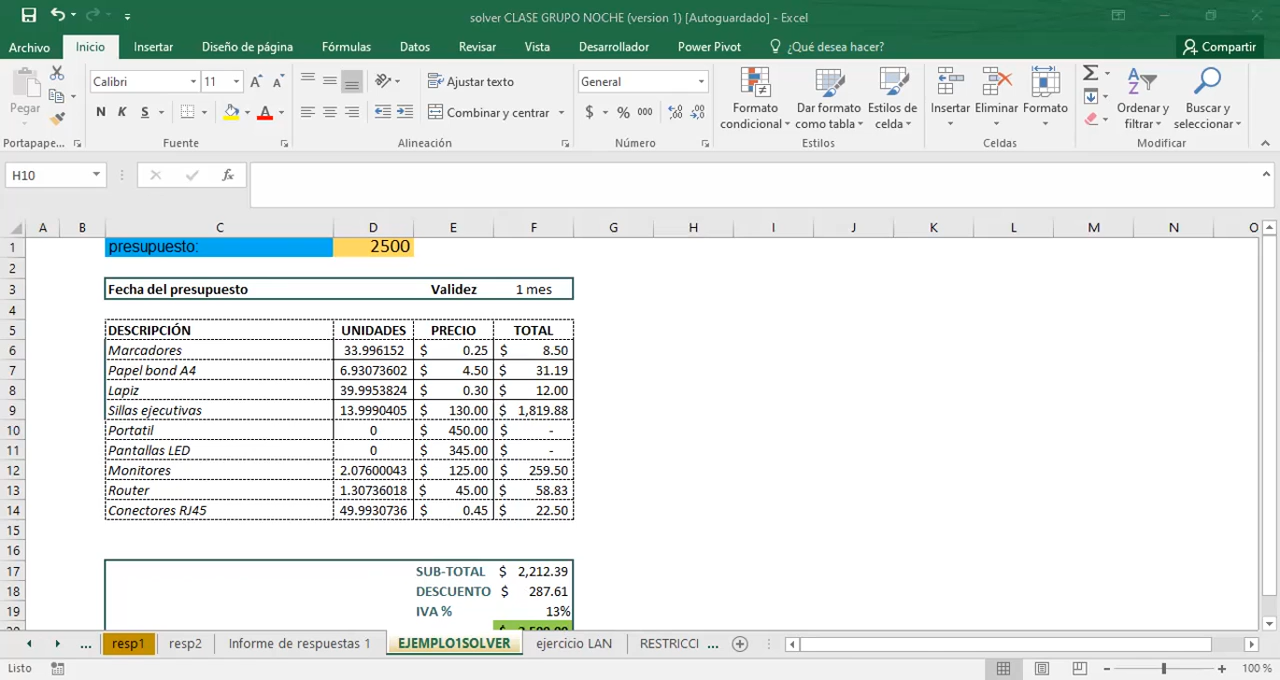 solver CLASE GRUPO NOCHE (version 1) [Autoguardado] - Excel
Archivo Inicio Insertar Diseño de página Fórmulas Datos Revisar Vista Desarrollador Power Pivot ¿Qué desea hacer? Compartir
Pegar
Calibri 11
N K S
Ajustar texto
Combinar y centrar
General
$ % 000
Formato condicional
Dar formato como tabla
Estilos de celda
Insertar Eliminar Formato
Ordenar y filtrar
Buscar y seleccionar
Portapape... Fuente Alineación Número Estilos Celdas Modificar
H10 fx
A B C D E F G H I J K L M N O
1 presupuesto: 2500
2
3 Fecha del presupuesto Validez 1 mes
4
5 DESCRIPCIÓN UNIDADES PRECIO TOTAL
6 Marcadores 33.996152 $ 0.25 $ 8.50
7 Papel bond A4 6.93073602 $ 4.50 $ 31.19
8 Lapiz 39.9953824 $ 0.30 $ 12.00
9 Sillas ejecutivas 13.9990405 $ 130.00 $ 1,819.88
10 Portatil 0 $ 450.00 $ -
11 Pantallas LED 0 $ 345.00 $ -
12 Monitores 2.07600043 $ 125.00 $ 259.50
13 Router 1.30736018 $ 45.00 $ 58.83
14 Conectores RJ45 49.9930736 $ 0.45 $ 22.50
15
16
17 SUB-TOTAL $ 2,212.39
18 DESCUENTO $ 287.61
19 IVA % 13%
... resp1 resp2 Informe de respuestas 1 EJEMPLO1SOLVER ejercicio LAN RESTRICCI ...
Listo 100 %